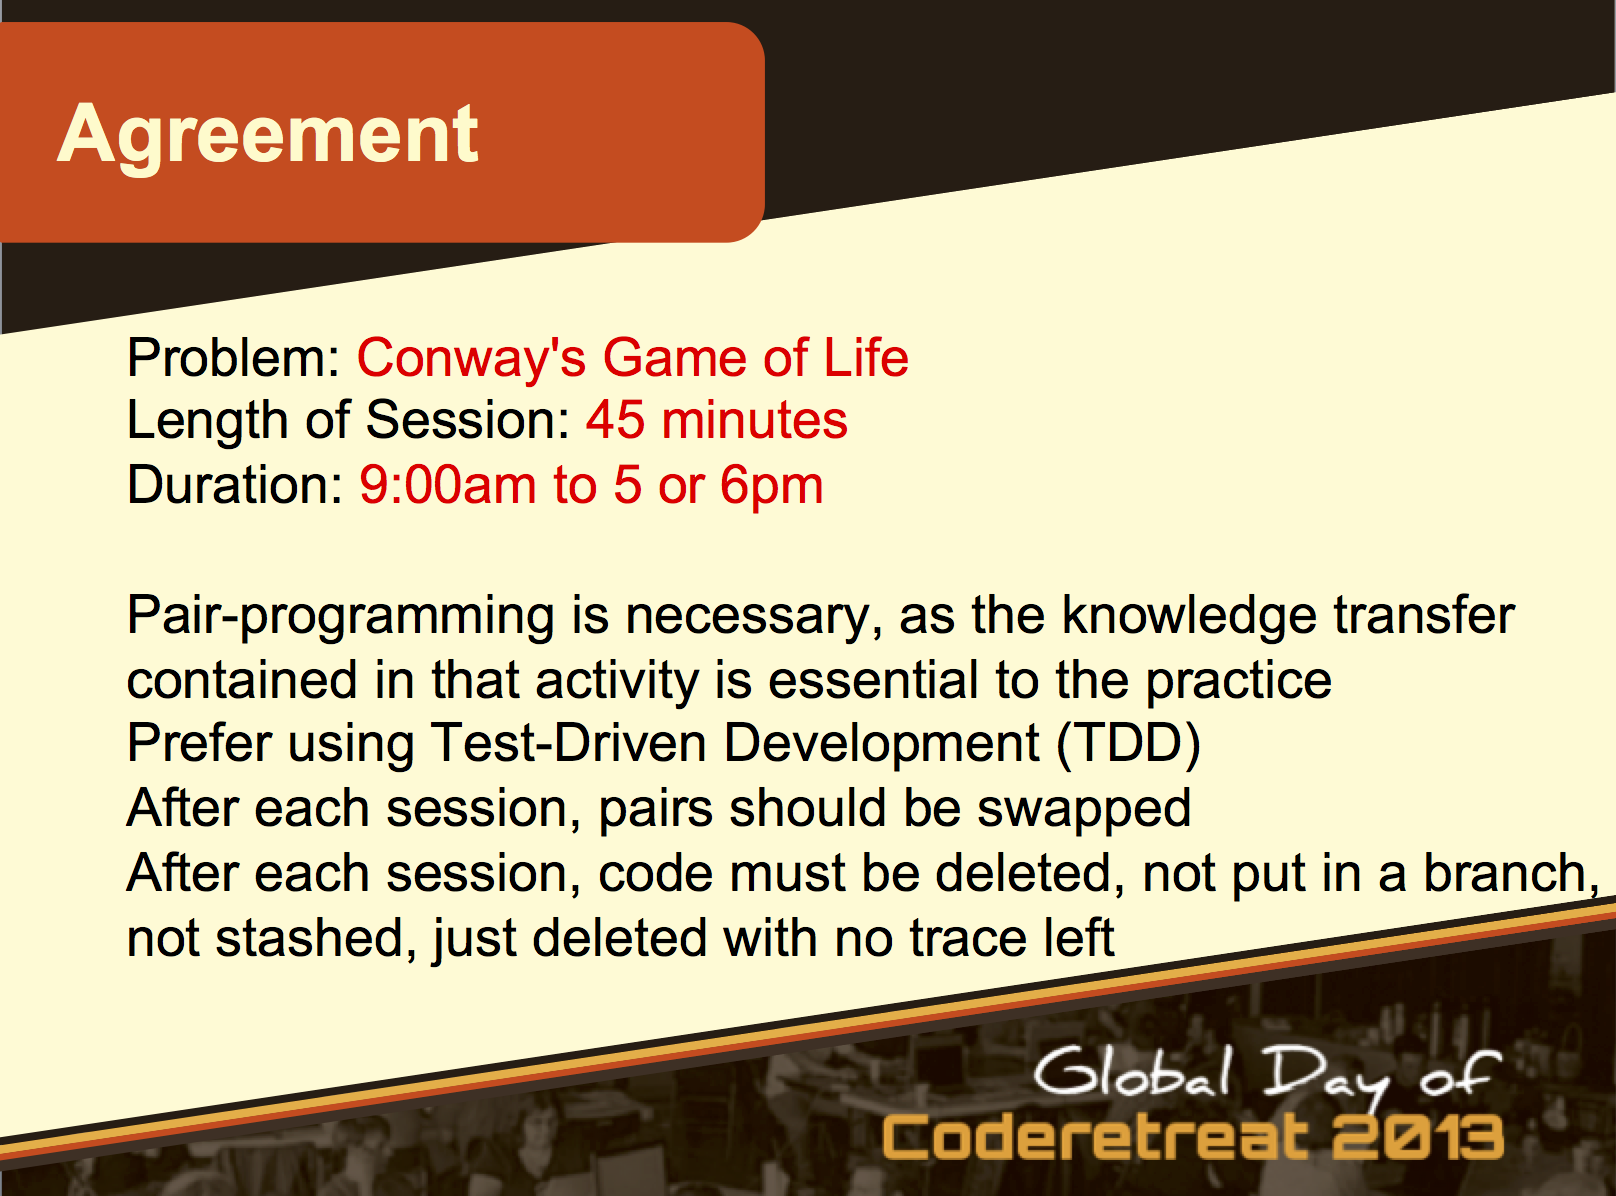 Agreement
Problem: Conway's Game of Life
Length of Session: 45 minutes
Duration: 9:00am to 5 or 6pm
Pair-programming is necessary, as the knowledge transfer
contained in that activity is essential to the practice
Prefer using Test-Driven Development (TDD)
After each session, pairs should be swapped
After each session, code must be deleted, not put in a branch,
not stashed, just deleted with no trace left
Global Day of
Coderetreat 2013